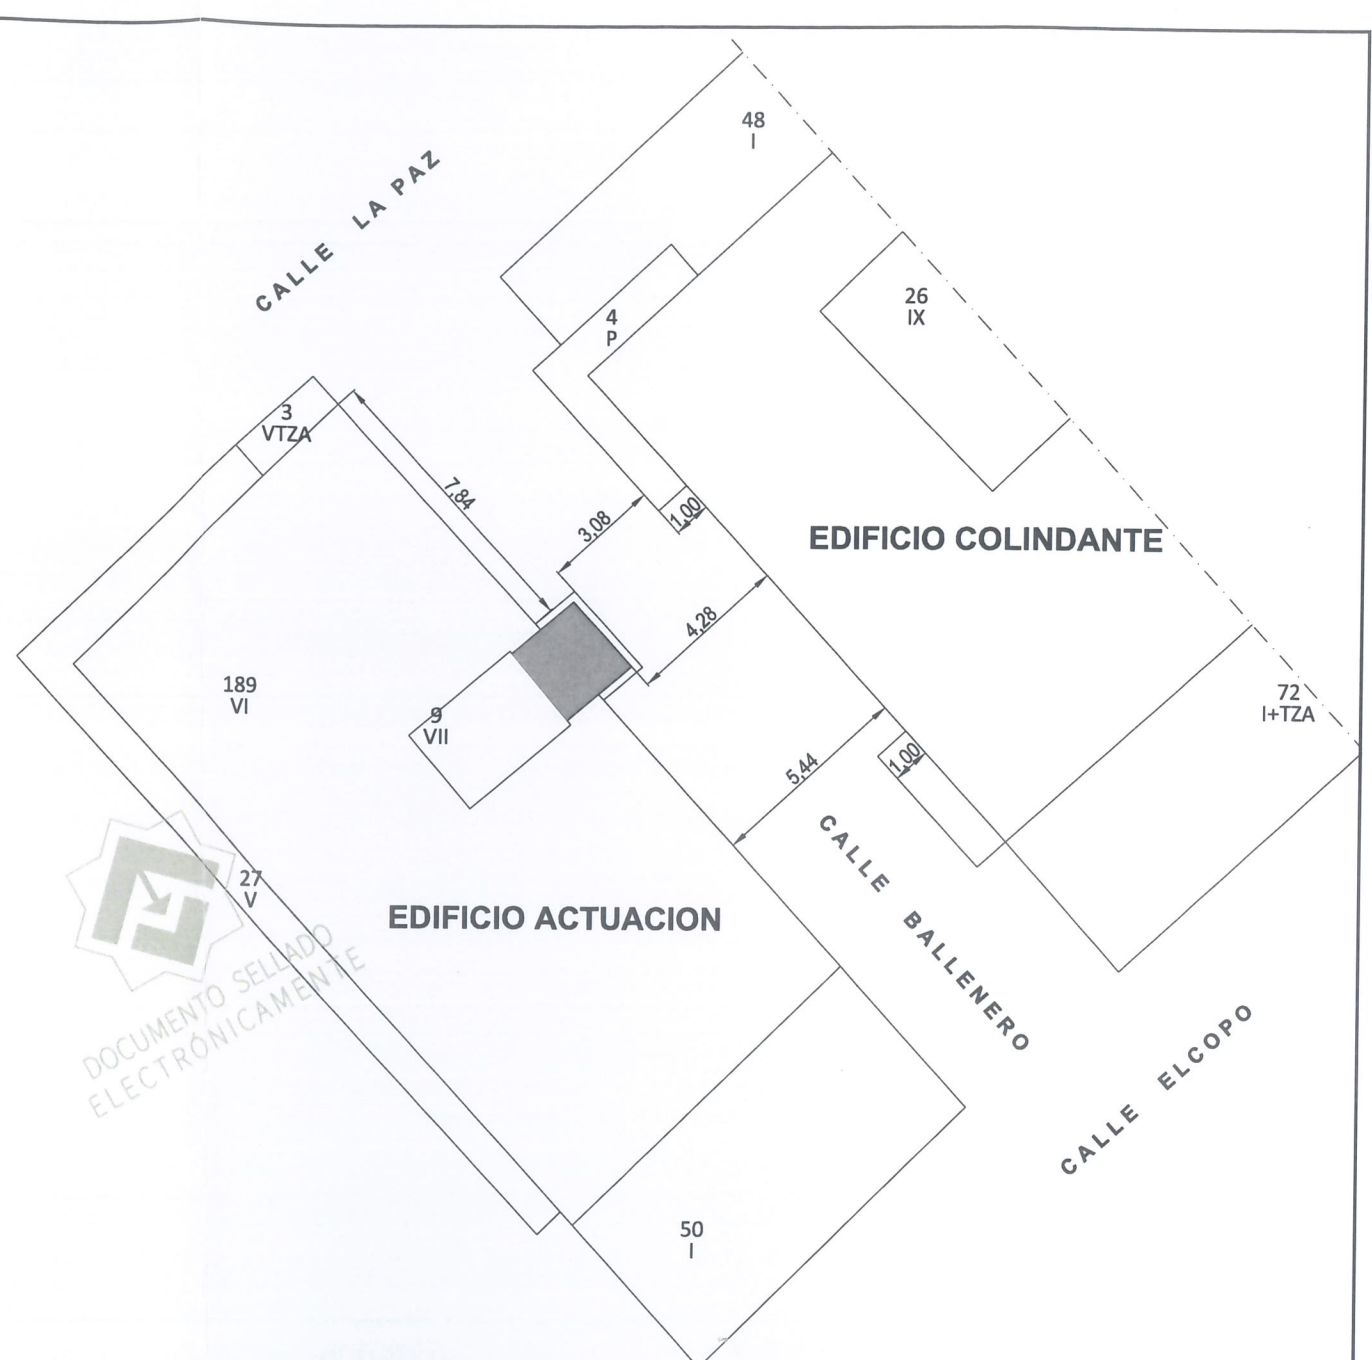 48
I
CALLE LA PAZ
26
IX
4
P
3
VTZA
7,84
3,08
1,00
EDIFICIO COLINDANTE
4,28
189
VI
9
VII
72
I+TZA
5,44
1,00
CALLE BALLENERO
27
V
EDIFICIO ACTUACION
DOCUMENTO SELLADO
ELECTRÓNICAMENTE
CALLE ELCOPO
50
I